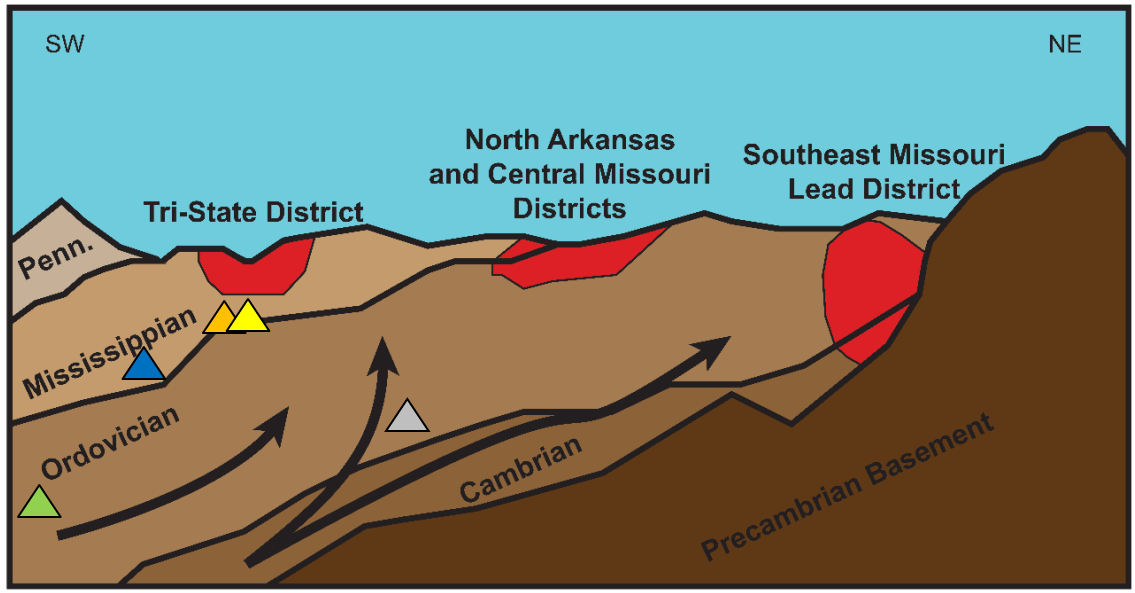 SW
NE
North Arkansas
and Central Missouri
Districts
Southeast Missouri
Lead District
Tri-State District
Penn.
Mississippian
Ordovician
Cambrian
Precambrian Basement